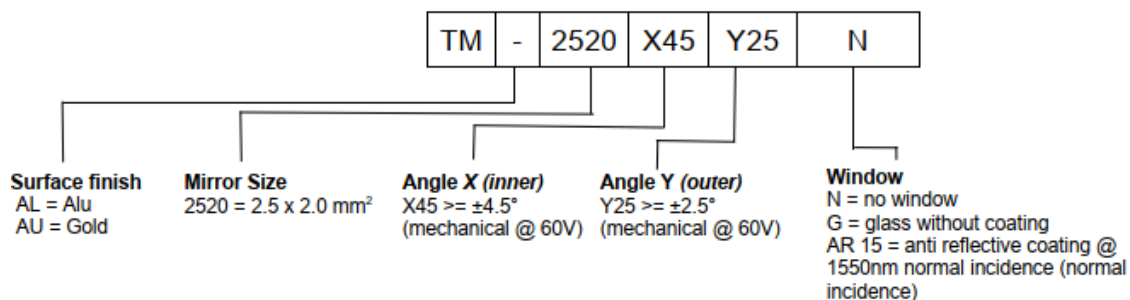 TM - 2520 X45 Y25 N
Surface finish
AL = Alu
AU = Gold
Mirror Size
2520 = 2.5 x 2.0 mm²
Angle X (inner)
X45 >= ±4.5°
(mechanical @ 60V)
Angle Y (outer)
Y25 >= ±2.5°
(mechanical @ 60V)
Window
N = no window
G = glass without coating
AR 15 = anti reflective coating @
1550nm normal incidence (normal
incidence)